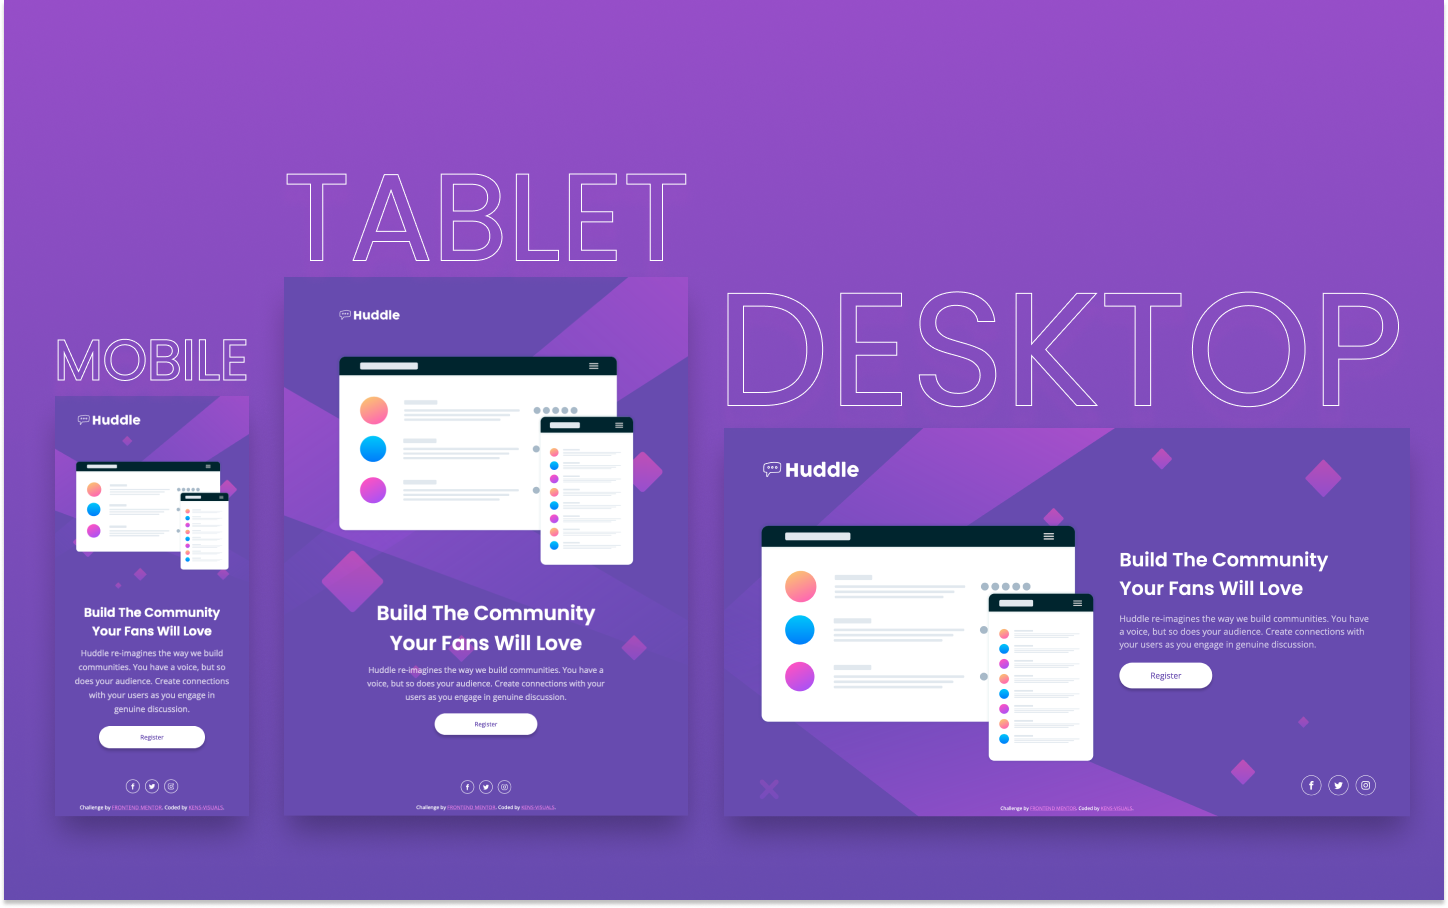 MOBILE
Huddle
Build The Community
Your Fans Will Love
Huddle re-imagines the way we build
communities. You have a voice, but so
does your audience. Create connections
with your users as you engage in
genuine discussion.
Register
Challenge by FRONTEND MENTOR. Coded by KENS-VISUALS.
TABLET
Huddle
Build The Community
Your Fans Will Love
Huddle re-imagines the way we build communities. You have a
voice, but so does your audience. Create connections with your
users as you engage in genuine discussion.
Register
Challenge by FRONTEND MENTOR. Coded by KENS-VISUALS.
DESKTOP
Huddle
Build The Community
Your Fans Will Love
Huddle re-imagines the way we build communities. You have
a voice, but so does your audience. Create connections with
your users as you engage in genuine discussion.
Register
Challenge by FRONTEND MENTOR. Coded by KENS-VISUALS.